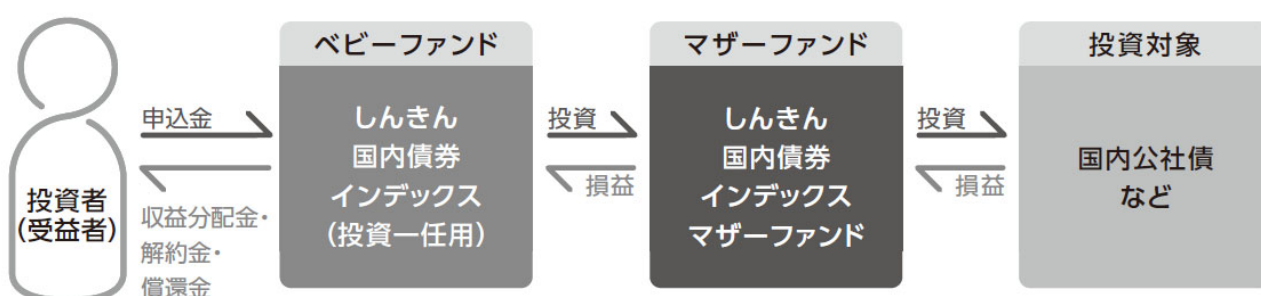 投資者
(受益者)
申込金
収益分配金・
解約金・
償還金
ベビーファンド
しんきん
国内債券
インデックス
(投資一任用)
投資
損益
マザーファンド
しんきん
国内債券
インデックス
マザーファンド
投資
損益
投資対象
国内公社債
など